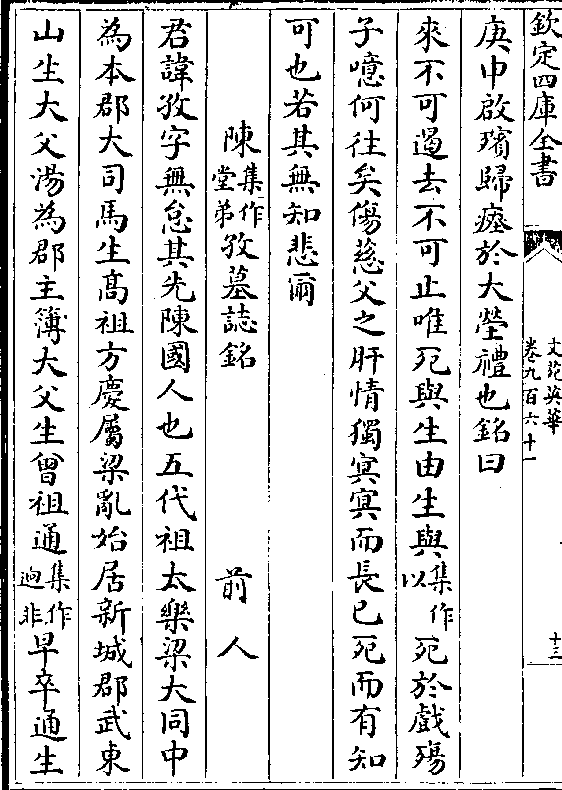 欽定四庫全書
文苑英華
卷九百六十一
十三
庚申啟殯歸瘞於大塋禮也銘曰
來不可遏去不可止唯死與生由生與集作以死於戲殤
子噫何往矣傷慈父之肝情獨冥冥而長已死而有知
可也若其無知悲爾
陳集作堂弟孜墓誌銘 前人
君諱孜字無怠其先陳國人也五代祖太樂梁大同中
為本郡大司馬生髙祖方慶屬梁亂始居新城郡武東
山生大父湯為郡主簿大父生曾祖通集作迥非早卒通生